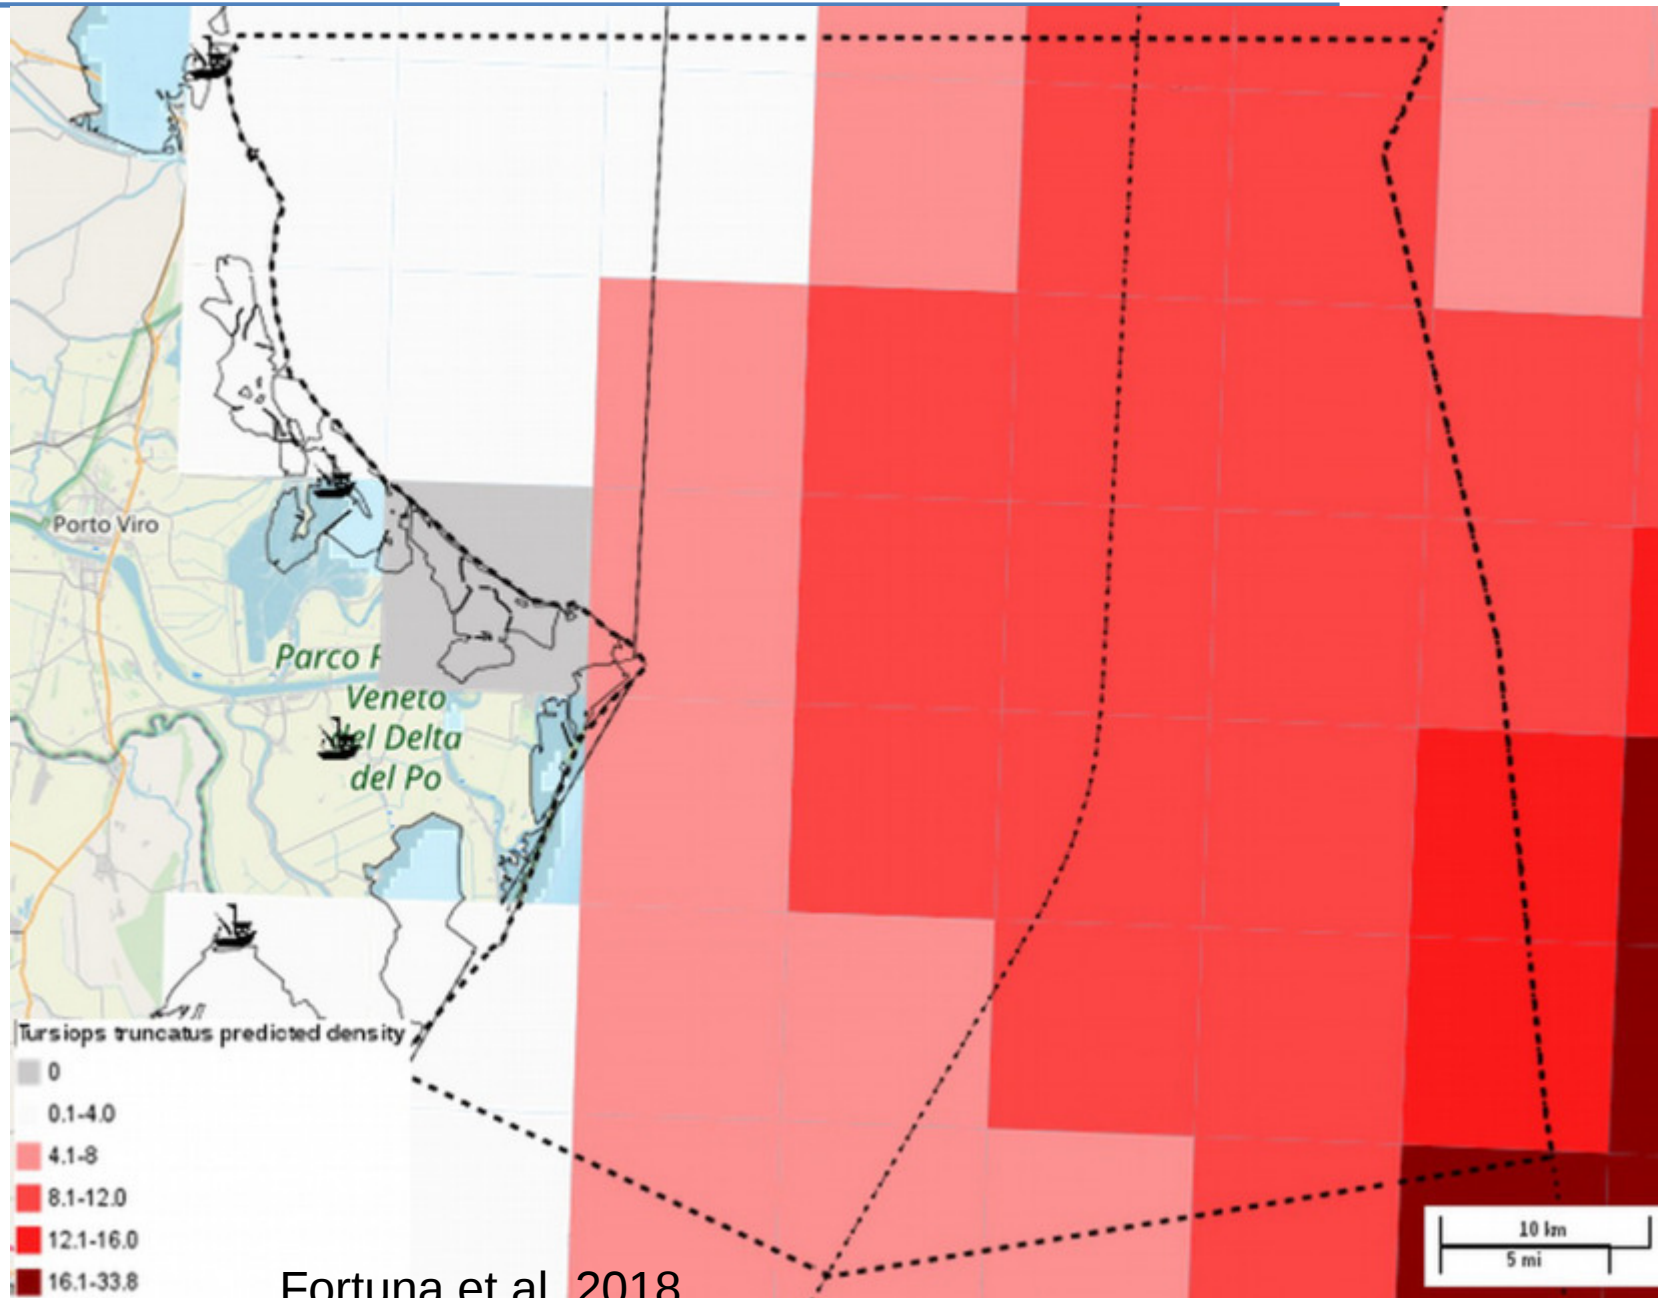 Porto Viro
Parco R
Veneto
del Delta
del Po
Tursiops truncatus predicted density
0
0.1-4.0
4.1-8
8.1-12.0
12.1-16.0
16.1-33.8
10 km
5 mi
Fortuna et al. 2018